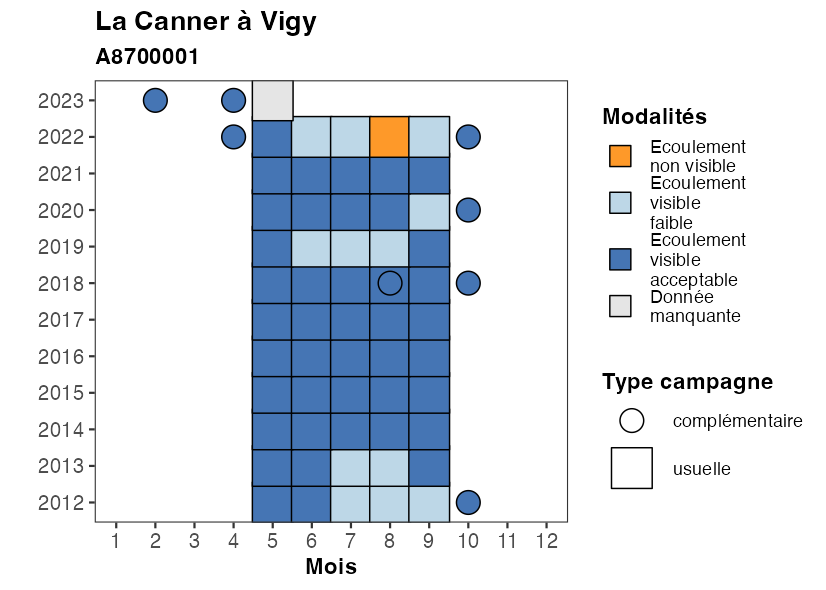 La Canner à Vigy
A8700001
2023
2022
2021
2020
2019
2018
2017
2016
2015
2014
2013
2012
1 2 3 4 5 6 7 8 9 10 11 12
Mois
Modalités
Ecoulement
non visible
Ecoulement
visible
faible
Ecoulement
visible
acceptable
Donnée
manquante
Type campagne
complémentaire
usuelle